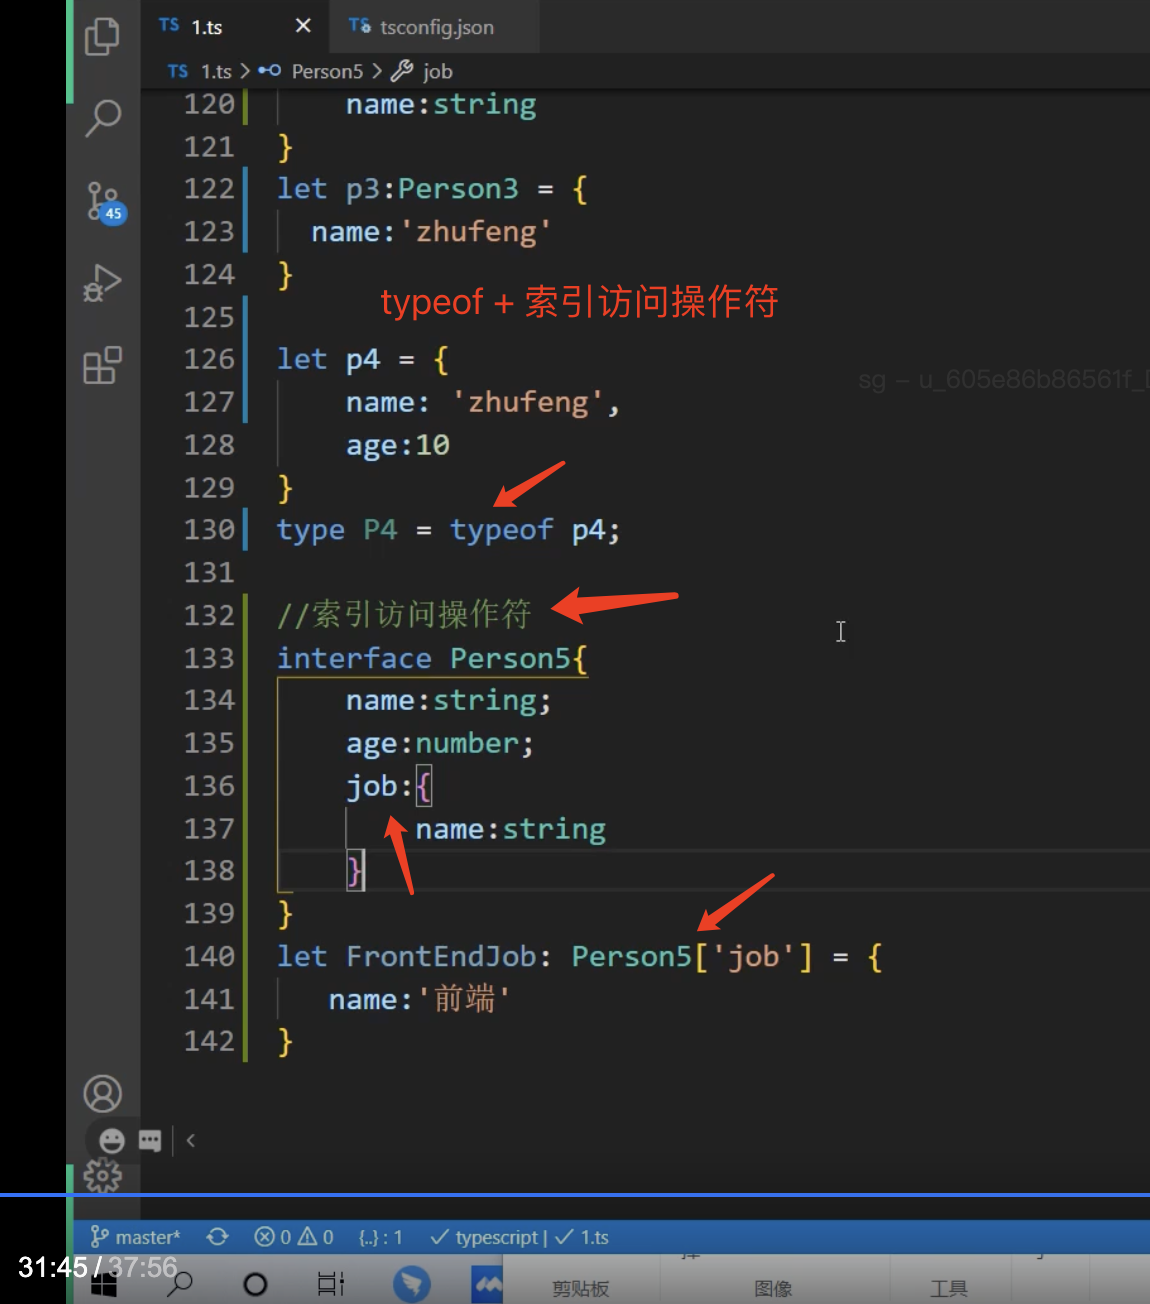 TS 1.ts × TS tsconfig.json
TS 1.ts > Person5 > job
120 name:string
121 }
122 let p3:Person3 = {
123 name:'zhufeng'
124 }
125
typeof + 索引访问操作符
126 let p4 = {
sg – u_605e86b86561f_
127 name: 'zhufeng',
128 age:10
129 }
130 type P4 = typeof p4;
131
132 //索引访问操作符
133 interface Person5{
134 name:string;
135 age:number;
136 job:{
137 name:string
138 }
139 }
140 let FrontEndJob: Person5['job'] = {
141 name:'前端'
142 }
45
master* 0 0 {..} : 1 ✓ typescript | ✓ 1.ts
31:45 / 37:56
剪贴板 图像 工具